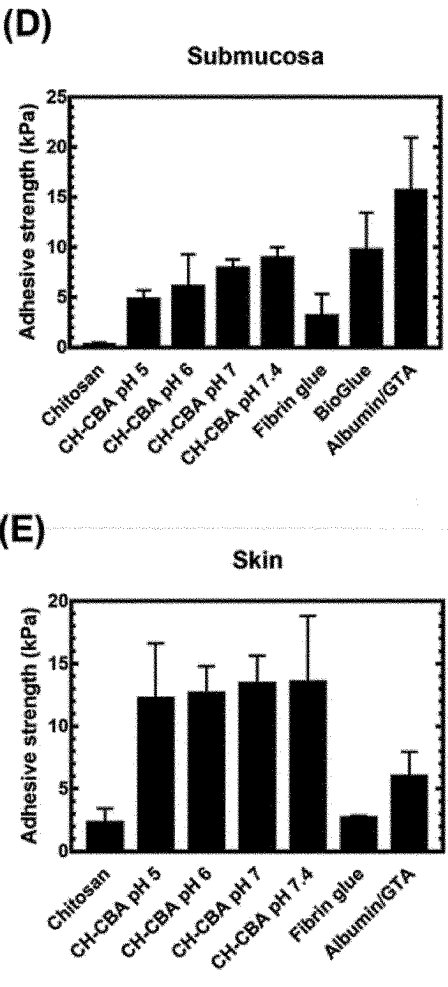 (D)
Submucosa
Adhesive strength (kPa)
25
20
15
10
5
0
Chitosan
CH-CBA pH 5
CH-CBA pH 6
CH-CBA pH 7
CH-CBA pH 7.4
Fibrin glue
BioGlue
Albumin/GTA
(E)
Skin
Adhesive strength (kPa)
20
15
10
5
0
Chitosan
CH-CBA pH 5
CH-CBA pH 6
CH-CBA pH 7
CH-CBA pH 7.4
Fibrin glue
Albumin/GTA